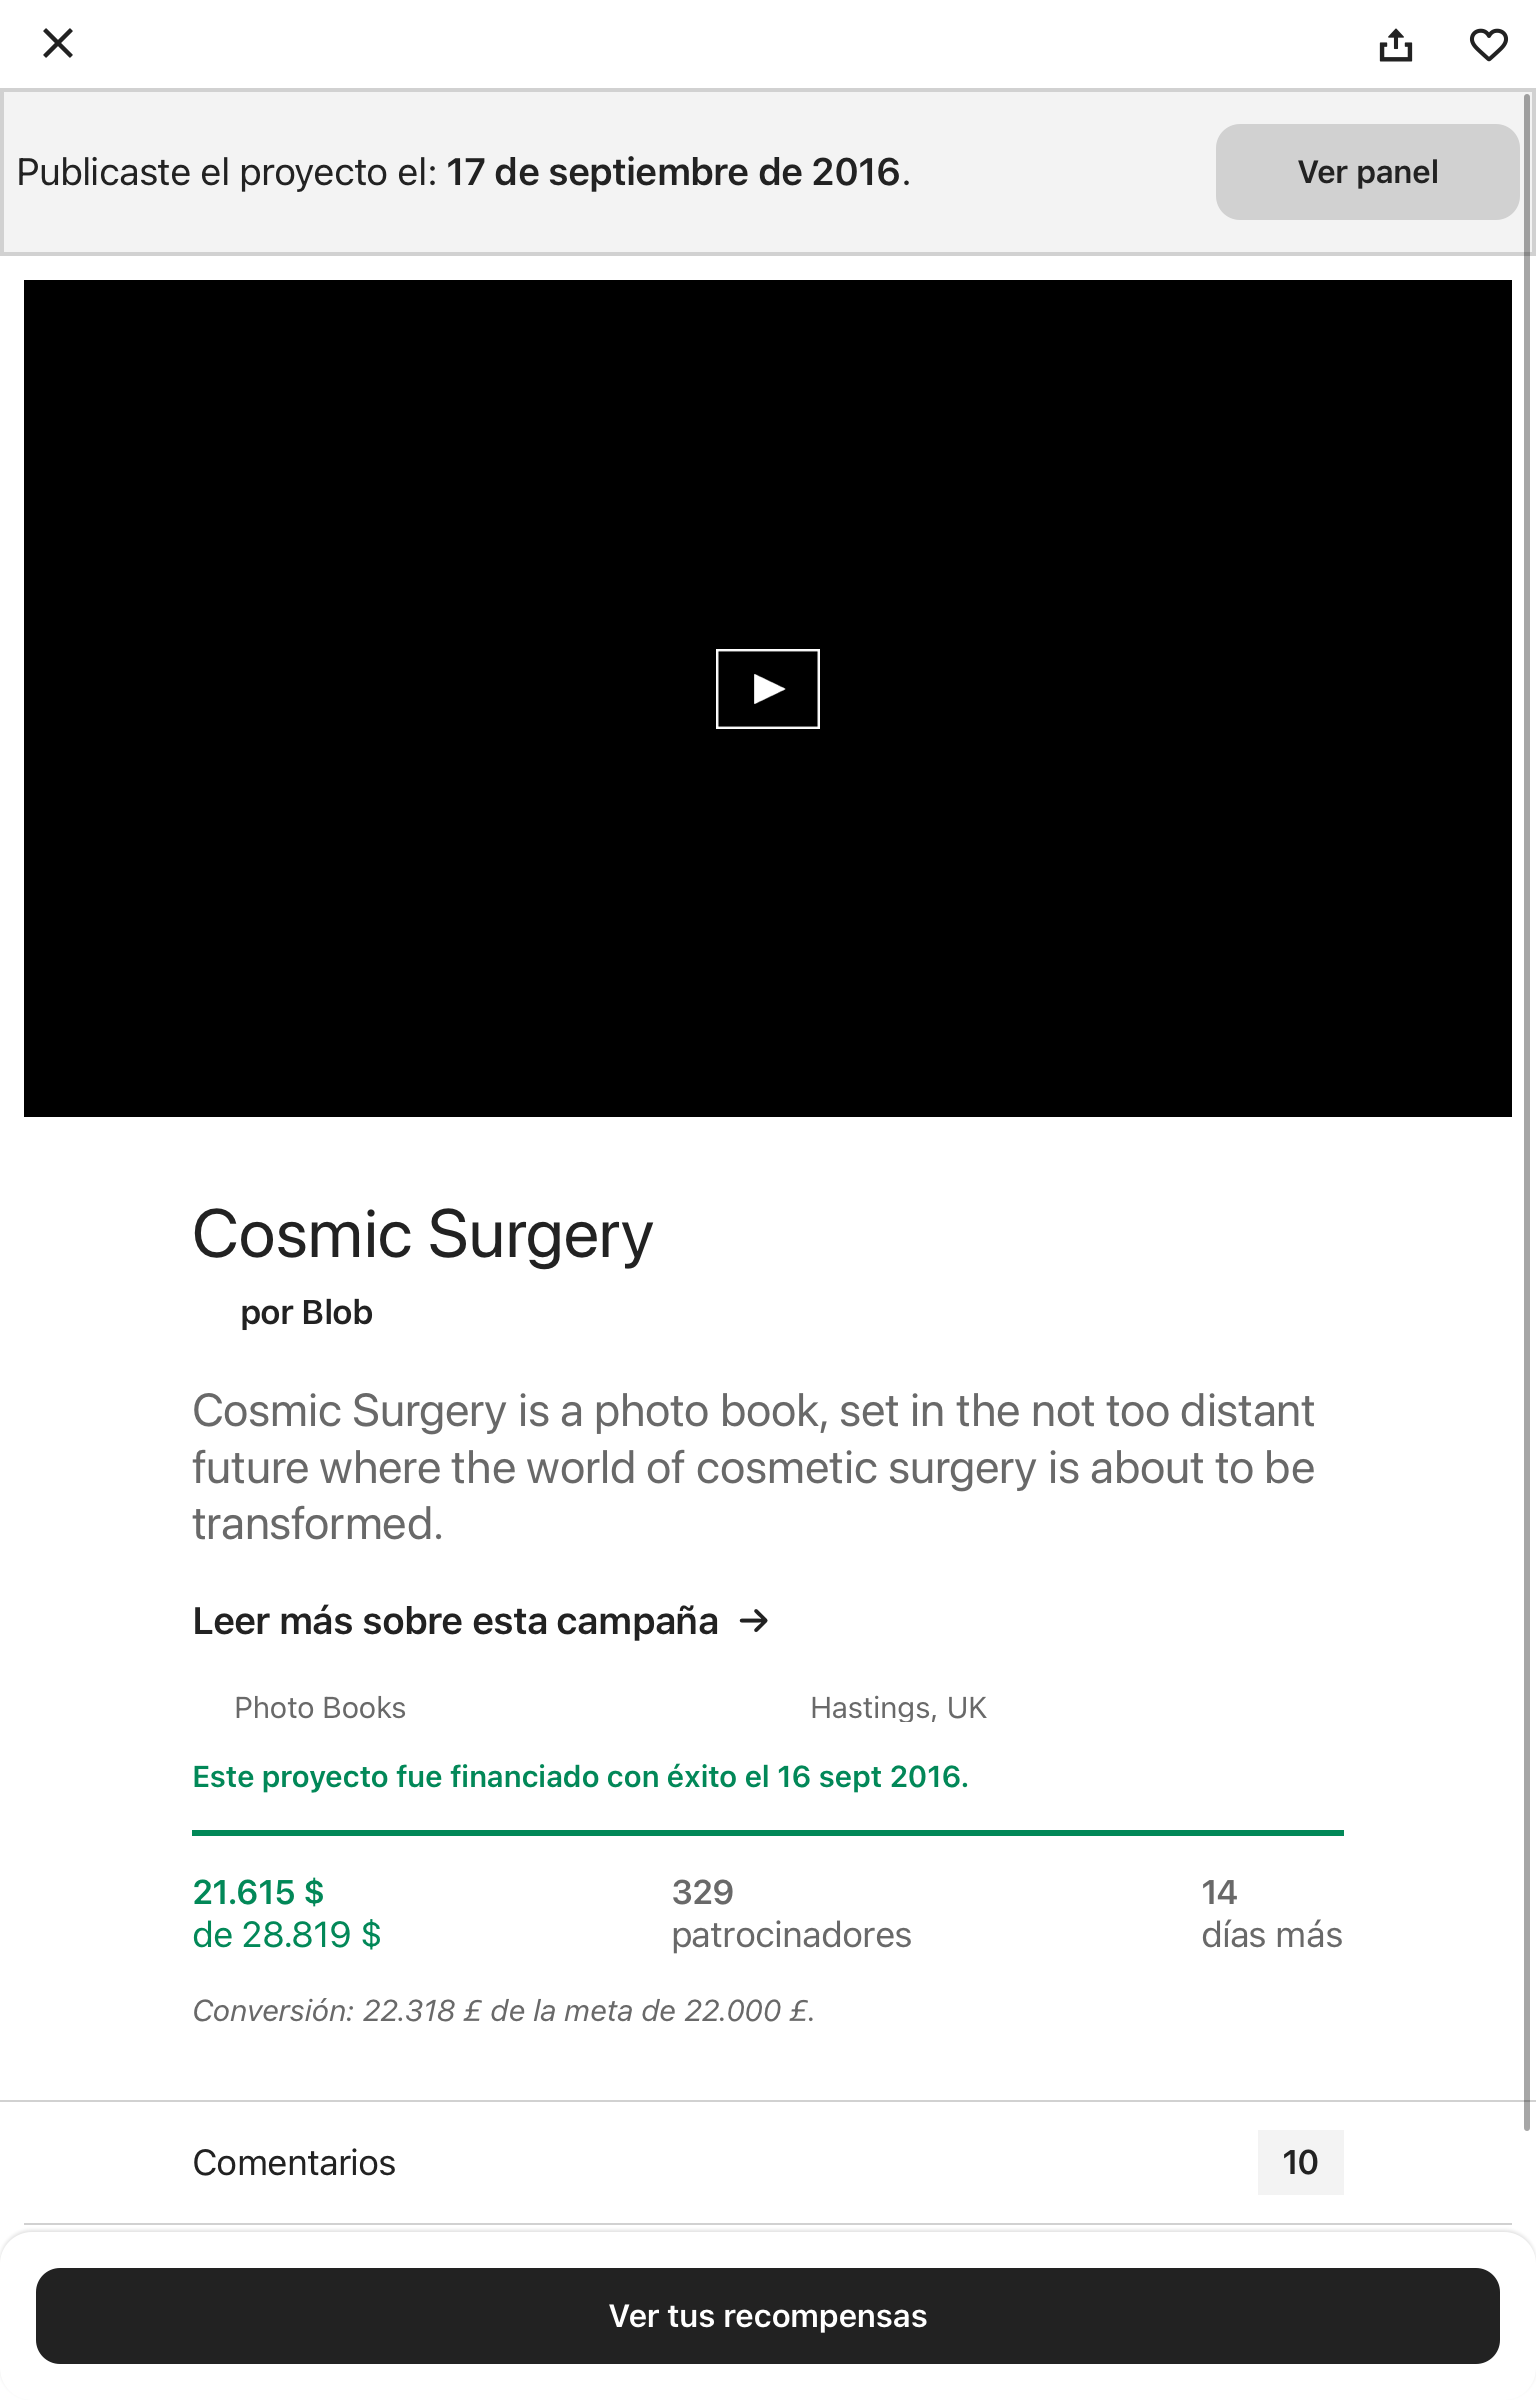 Publicaste el proyecto el: 17 de septiembre de 2016.
Ver panel
Cosmic Surgery
por Blob
Cosmic Surgery is a photo book, set in the not too distant
future where the world of cosmetic surgery is about to be
transformed.
Leer más sobre esta campaña →
Photo Books
Hastings, UK
Este proyecto fue financiado con éxito el 16 sept 2016.
21.615 $
de 28.819 $
329
patrocinadores
14
días más
Conversión: 22.318 £ de la meta de 22.000 £.
Comentarios
10
Ver tus recompensas